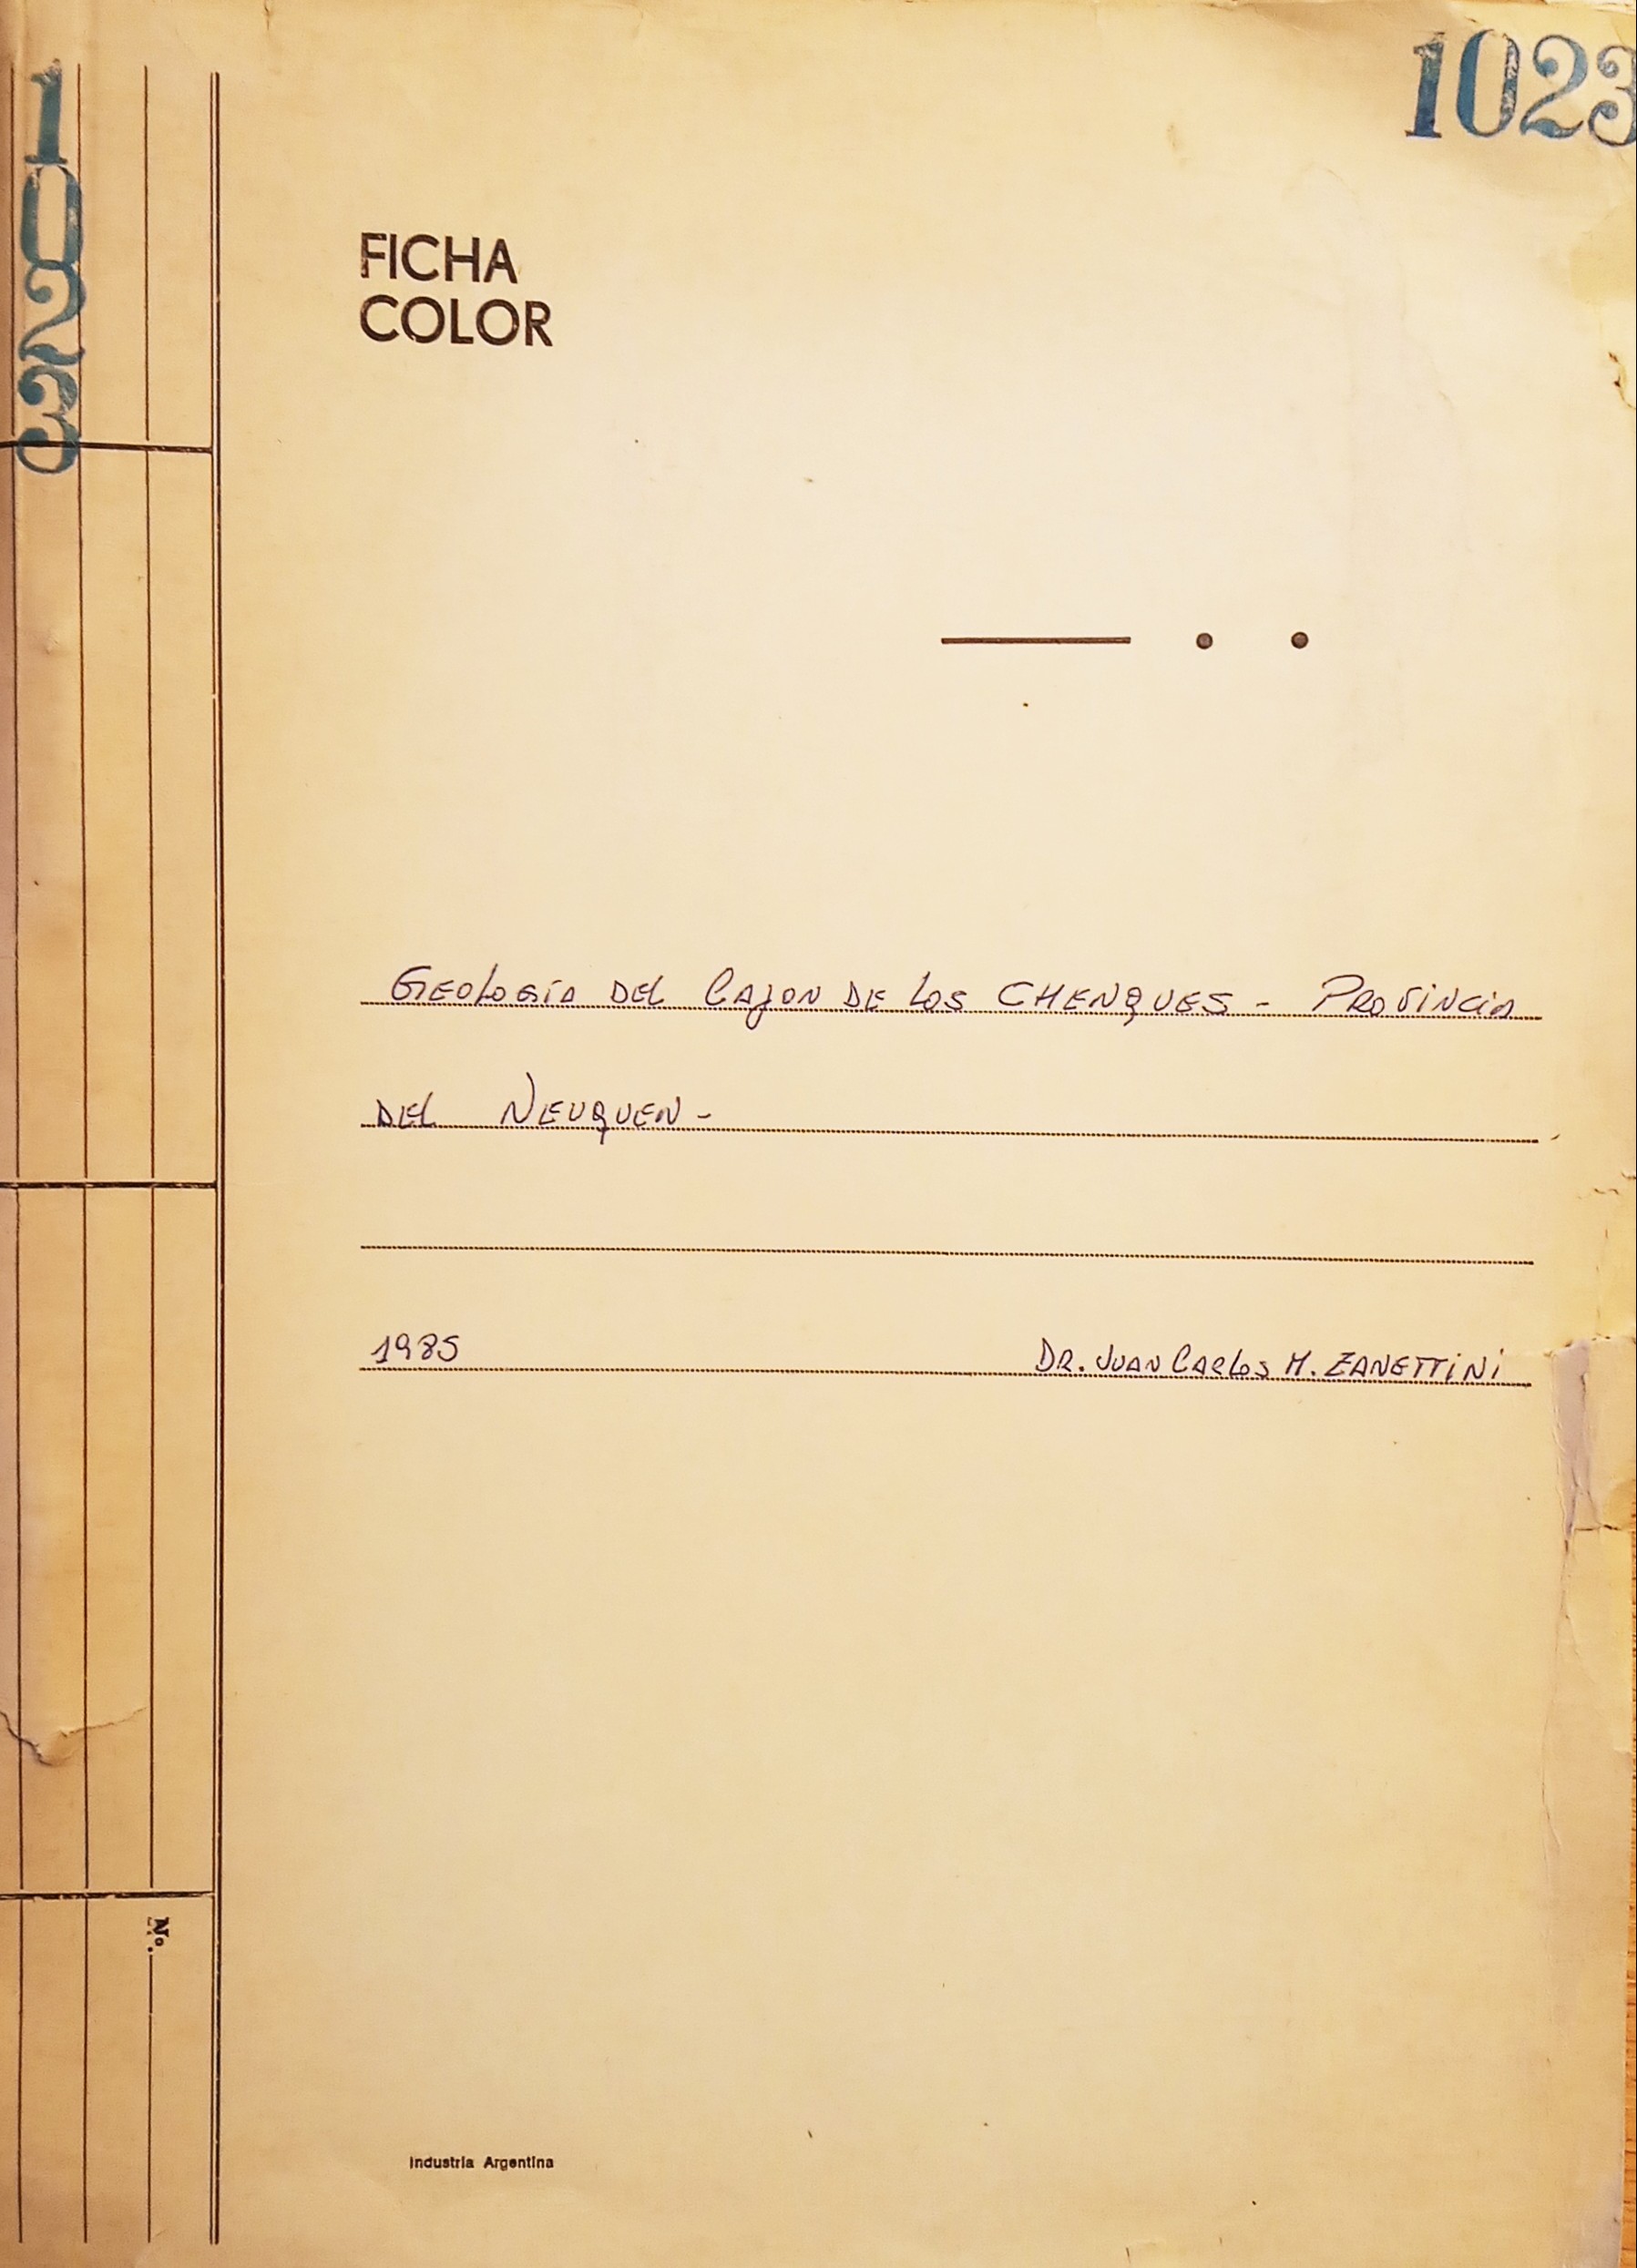 1023
1023
FICHA
COLOR
GEOLOGÍA DEL CAJON DE LOS CHENQUES - PROVINCIA
DEL NEUQUEN -
1985 DR. JUAN CARLOS M. ZANETTINI
Nº.
Industria Argentina